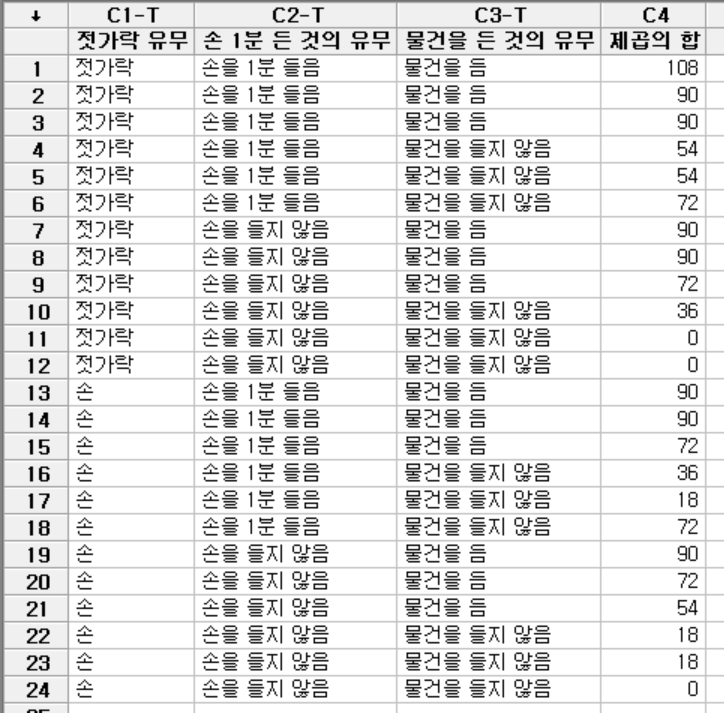 ↓ C1-T C2-T C3-T C4
젓가락 유무 손 1분 든 것의 유무 물건을 든 것의 유무 제곱의 합
1 젓가락 손을 1분 들음 물건을 듬 108
2 젓가락 손을 1분 들음 물건을 듬 90
3 젓가락 손을 1분 들음 물건을 듬 90
4 젓가락 손을 1분 들음 물건을 들지 않음 54
5 젓가락 손을 1분 들음 물건을 들지 않음 54
6 젓가락 손을 1분 들음 물건을 들지 않음 72
7 젓가락 손을 들지 않음 물건을 듬 90
8 젓가락 손을 들지 않음 물건을 듬 90
9 젓가락 손을 들지 않음 물건을 듬 72
10 젓가락 손을 들지 않음 물건을 들지 않음 36
11 젓가락 손을 들지 않음 물건을 들지 않음 0
12 젓가락 손을 들지 않음 물건을 들지 않음 0
13 손 손을 1분 들음 물건을 듬 90
14 손 손을 1분 들음 물건을 듬 90
15 손 손을 1분 들음 물건을 듬 72
16 손 손을 1분 들음 물건을 들지 않음 36
17 손 손을 1분 들음 물건을 들지 않음 18
18 손 손을 1분 들음 물건을 들지 않음 72
19 손 손을 들지 않음 물건을 듬 90
20 손 손을 들지 않음 물건을 듬 72
21 손 손을 들지 않음 물건을 듬 54
22 손 손을 들지 않음 물건을 들지 않음 18
23 손 손을 들지 않음 물건을 들지 않음 18
24 손 손을 들지 않음 물건을 들지 않음 0